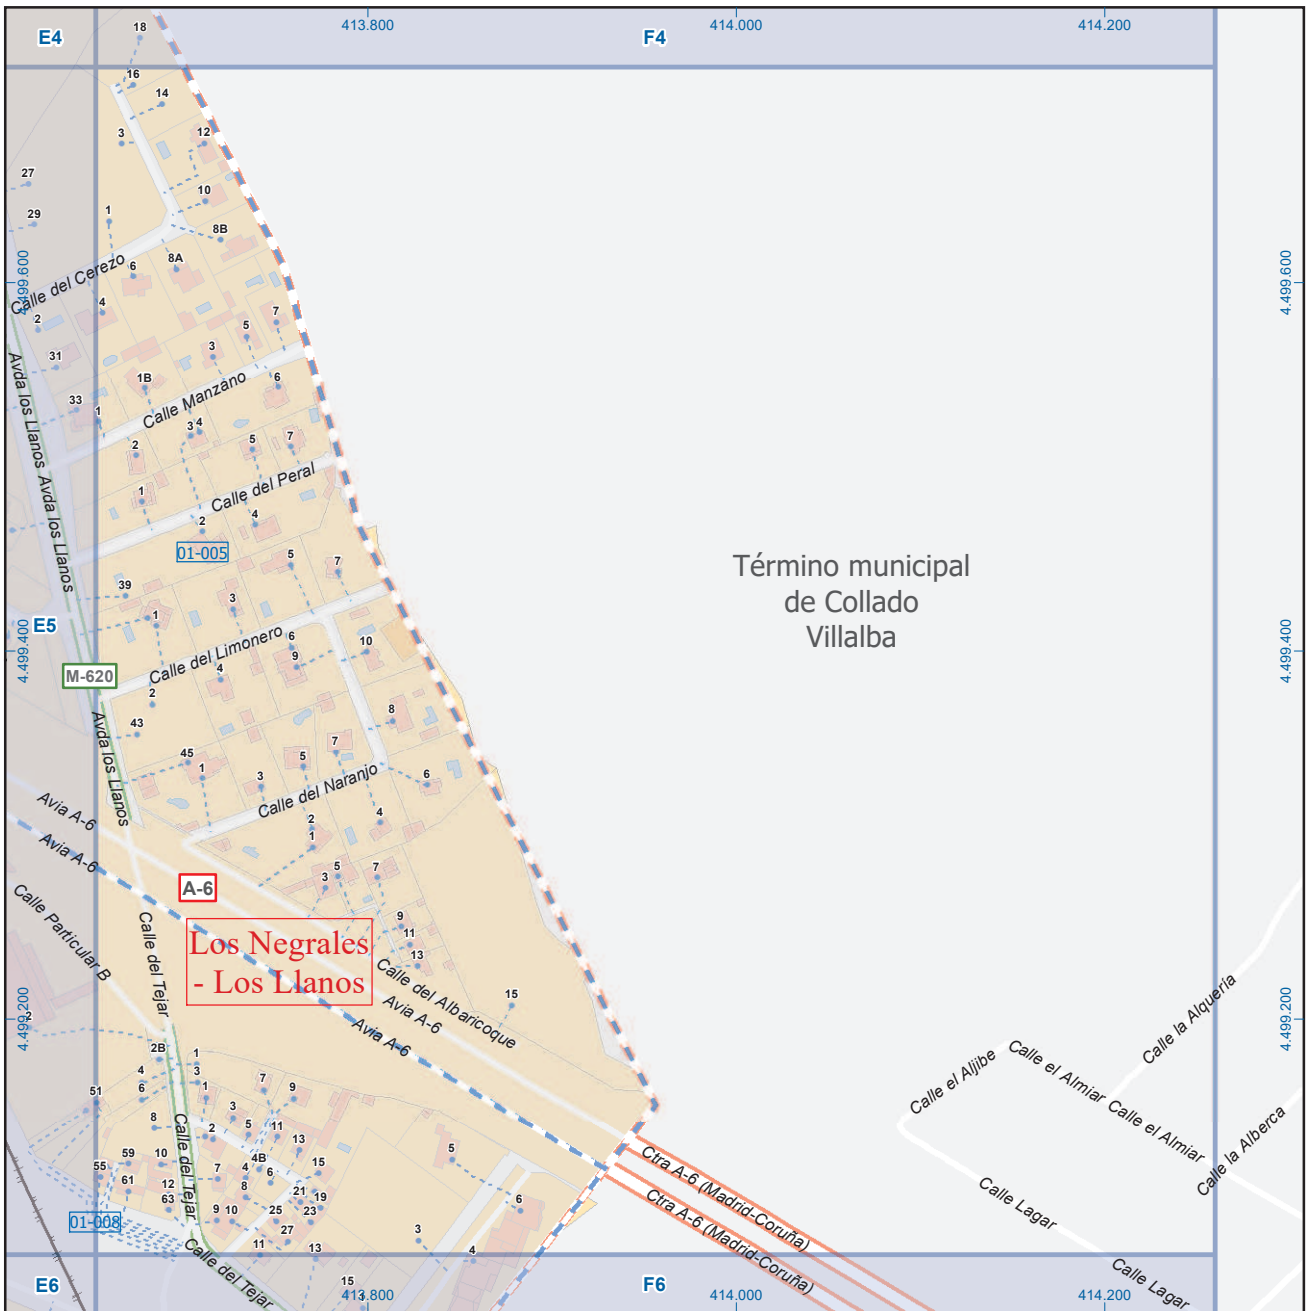 E4
413.800
F4
414.000
414.200
18
16
14
3
12
27
10
29
1
8B
8A
6
Calle del Cerezo
4.499.600
4.499.600
4
2
7
5
3
31
1B
6
33
1
Calle Manzano
3
4
2
5
7
Avda los Llanos
Avda los Llanos
Calle del Peral
1
2
4
01-005
5
7
39
3
1
Término municipal
de Collado
Villalba
E5
4.499.400
4.499.400
Calle del Limonero
6
9
10
M-620
4
2
8
43
Avda los Llanos
45
1
7
5
3
6
Calle del Naranjo
2
1
4
Avia A-6
Avia A-6
A-6
5
3
7
Calle Particular B
Calle del Tejar
9
11
13
Los Negrales
- Los Llanos
Calle del Albaricoque
Avia A-6
Avia A-6
15
2
4.499.200
4.499.200
Calle la Alquería
Calle el Aljibe
Calle el Almiar
Calle el Almiar
Calle la Alberca
2B
1
4
3
6
1
7
9
51
3
8
5
11
2
13
Calle del Tejar
5
59
10
4B
55
61
7
4
6
15
12
8
63
21
19
6
9
10
25
23
01-008
27
3
11
13
4
Calle del Tejar
15
3
Ctra A-6 (Madrid-Coruña)
Ctra A-6 (Madrid-Coruña)
Calle Lagar
Calle Lagar
E6
413.800
F6
414.000
414.200